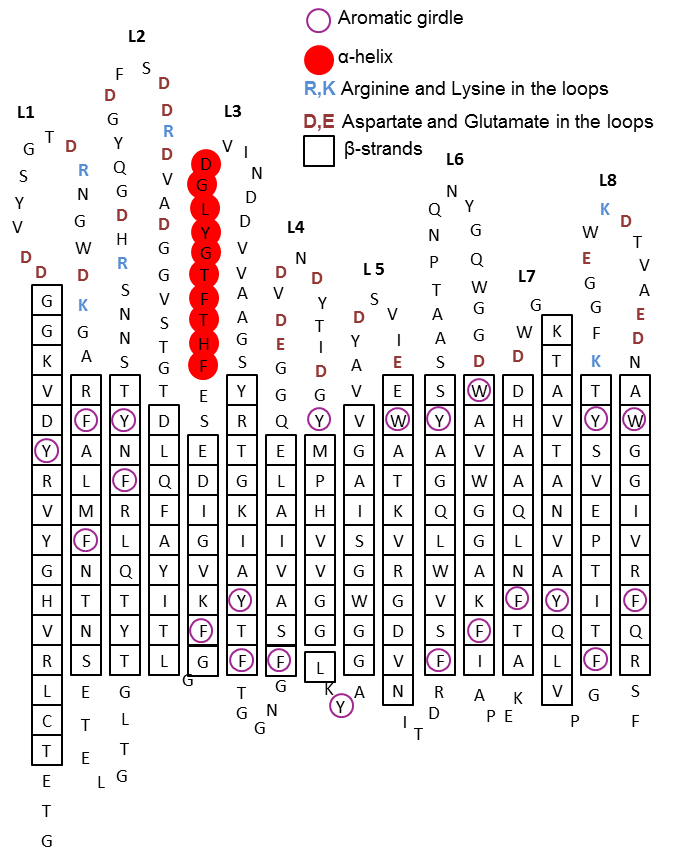 Aromatic girdle
α-helix
R,K Arginine and Lysine in the loops
D,E Aspartate and Glutamate in the loops
β-strands
L1
L2
L3
L4
L 5
L6
L7
L8
G S Y V D D G G K V D Y R V Y G H V R L C T E T G
T
D R N G W D K G A R F A L M F N T N S E T E L
F D G Y Q G D H R S N N S T Y N F R L Q T Y T G L T G
S D D R D V A D G G V S T G T D L Q F A Y I T L G
D G L Y G T F T H F E S E D I G V K F G
V I N D D V V A A G S Y R T G K I A Y T F T G G
D V D E G G Q E L A I V A S F G N
N D Y T I D G Y M P H V V G G L K Y
S D Y A V V G A I S G W G G A
V I E E W A T K V R G D V N I T
Q N P T A A S S Y A G Q L W V S F R D
N Y G Q W G G D W A V W G G A K F I A P E
G W D D H A A Q L N F T A K
K T A V T A N V A Y Q L V P
K W E G G F K T Y S V E P T I T F G
D T V A E D N A W G G I V R F Q R S F